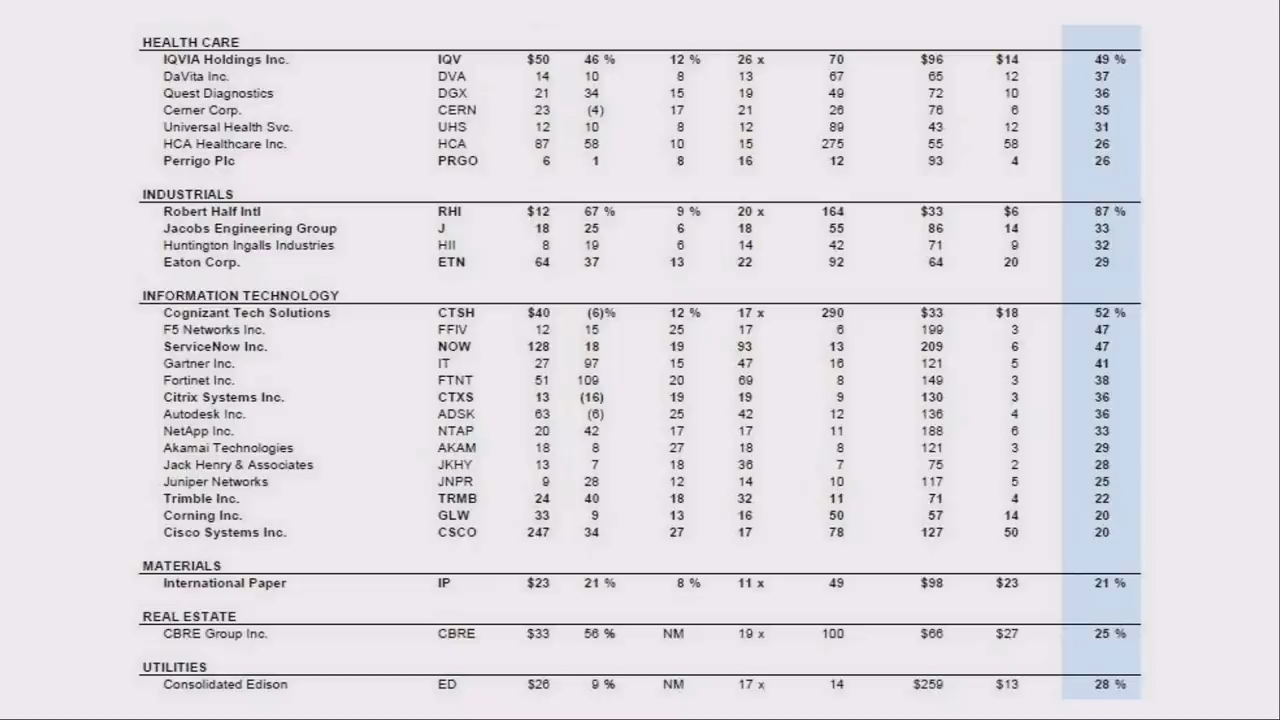 HEALTH CARE
IQVIA Holdings Inc. IQV $50 46 % 12 % 26 x 70 $96 $14 49 %
DaVita Inc. DVA 14 10 8 13 67 65 12 37
Quest Diagnostics DGX 21 34 15 19 49 72 10 36
Cerner Corp. CERN 23 (4) 17 21 26 76 6 35
Universal Health Svc. UHS 12 10 8 12 89 43 12 31
HCA Healthcare Inc. HCA 87 58 10 15 275 55 58 26
Perrigo Plc PRGO 6 1 8 16 12 93 4 26
INDUSTRIALS
Robert Half Intl RHI $12 67 % 9 % 20 x 164 $33 $6 87 %
Jacobs Engineering Group J 18 25 6 18 55 86 14 33
Huntington Ingalls Industries HII 8 19 6 14 42 71 9 32
Eaton Corp. ETN 64 37 13 22 92 64 20 29
INFORMATION TECHNOLOGY
Cognizant Tech Solutions CTSH $40 (6)% 12 % 17 x 290 $33 $18 52 %
F5 Networks Inc. FFIV 12 15 25 17 6 199 3 47
ServiceNow Inc. NOW 128 18 19 93 13 209 6 47
Gartner Inc. IT 27 97 15 47 16 121 5 41
Fortinet Inc. FTNT 51 109 20 69 8 149 3 38
Citrix Systems Inc. CTXS 13 (16) 19 19 9 130 3 36
Autodesk Inc. ADSK 63 (6) 25 42 12 136 4 36
NetApp Inc. NTAP 20 42 17 17 11 188 6 33
Akamai Technologies AKAM 18 8 27 18 8 121 3 29
Jack Henry & Associates JKHY 13 7 18 36 7 75 2 28
Juniper Networks JNPR 9 28 12 14 10 117 5 25
Trimble Inc. TRMB 24 40 18 32 11 71 4 22
Corning Inc. GLW 33 9 13 16 50 57 14 20
Cisco Systems Inc. CSCO 247 34 27 17 78 127 50 20
MATERIALS
International Paper IP $23 21 % 8 % 11 x 49 $98 $23 21 %
REAL ESTATE
CBRE Group Inc. CBRE $33 56 % NM 19 x 100 $66 $27 25 %
UTILITIES
Consolidated Edison ED $26 9 % NM 17 x 14 $259 $13 28 %